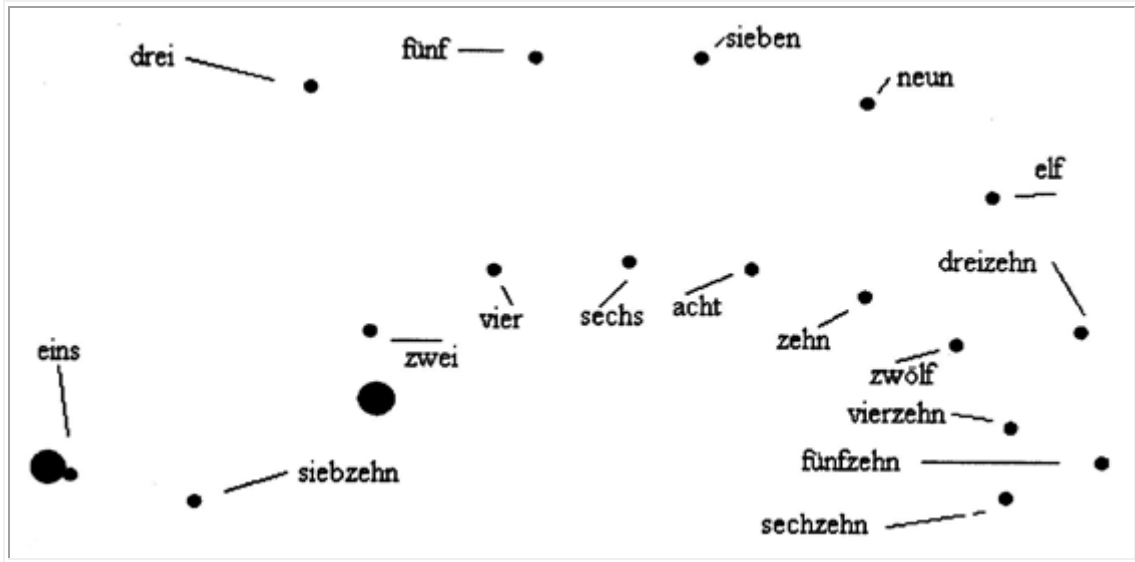 drei
fünf
sieben
neun
elf
dreizehn
vier
sechs
acht
zehn
eins
zwei
zwölf
vierzehn
fünfzehn
siebzehn
sechzehn